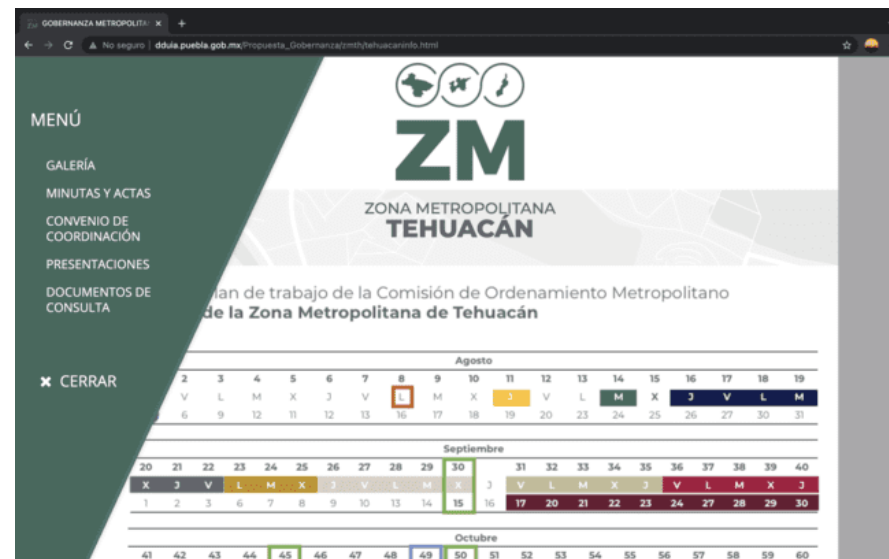 GOBERNANZA METROPOLITA
No seguro | dduia.puebla.gob.mx/Propuesta_Gobernanza/zmth/tehuacaninfo.html
MENÚ
GALERÍA
MINUTAS Y ACTAS
CONVENIO DE
COORDINACIÓN
PRESENTACIONES
DOCUMENTOS DE
CONSULTA
CERRAR
ZM
ZONA METROPOLITANA
TEHUACÁN
lan de trabajo de la Comisión de Ordenamiento Metropolitano
de la Zona Metropolitana de Tehuacán
Agosto
2 3 4 5 6 7 8 9 10 11 12 13 14 15 16 17 18 19
V L M X J V L M X J V L M X J V L M
6 9 12 11 12 13 16 17 18 19 20 23 24 25 26 27 30 31
Septiembre
20 21 22 23 24 25 26 27 28 29 30 31 32 33 34 35 36 37 38 39 40
X J V L M X J V L M X J V L M X J V L M X J
1 2 3 6 7 8 9 10 13 14 15 16 17 20 21 22 23 24 27 28 29 30
Octubre
41 42 43 44 45 46 47 48 49 50 51 52 53 54 55 56 57 58 59 60